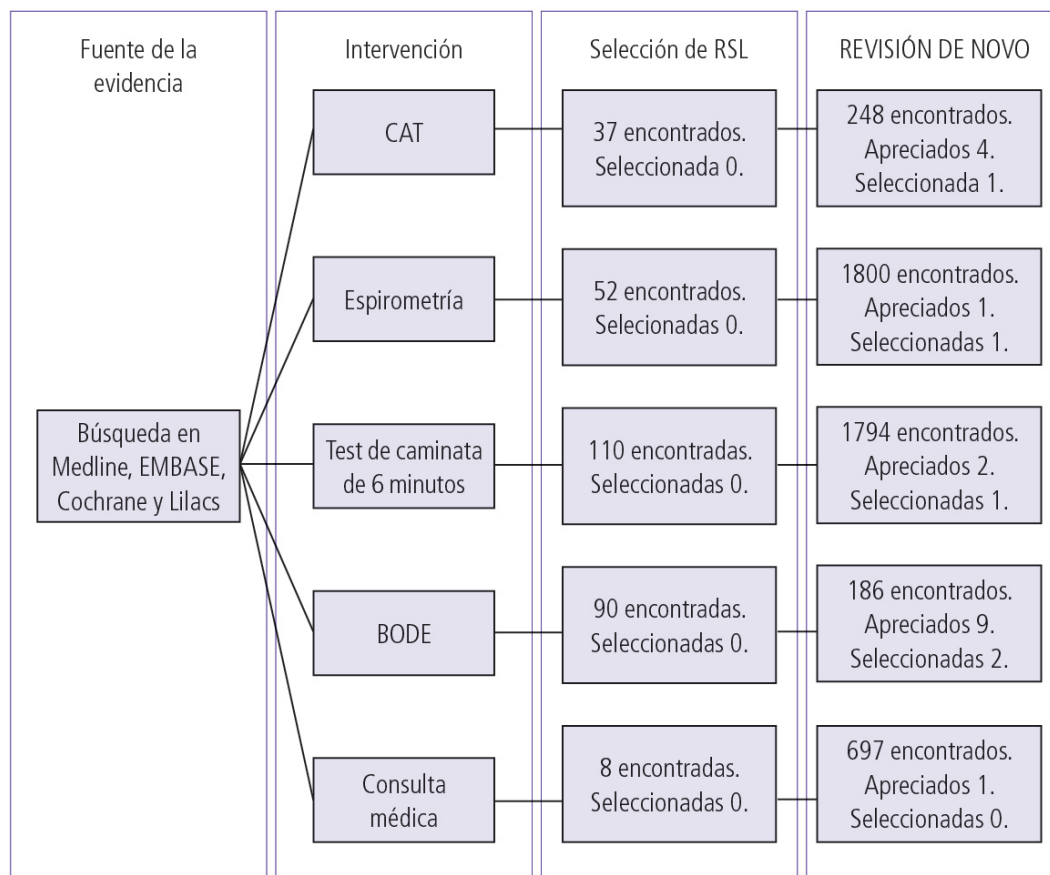 Fuente de la
evidencia
Intervención
Selección de RSL
REVISIÓN DE NOVO
CAT
37 encontrados.
Seleccionada 0.
248 encontrados.
Apreciados 4.
Seleccionada 1.
Espirometría
52 encontrados.
Selecionadas 0.
1800 encontrados.
Apreciados 1.
Seleccionadas 1.
Búsqueda en
Medline, EMBASE,
Cochrane y Lilacs
Test de caminata
de 6 minutos
110 encontradas.
Seleccionadas 0.
1794 encontrados.
Apreciados 2.
Seleccionadas 1.
BODE
90 encontradas.
Seleccionadas 0.
186 encontrados.
Apreciados 9.
Seleccionadas 2.
Consulta
médica
8 encontradas.
Seleccionadas 0.
697 encontrados.
Apreciados 1.
Seleccionadas 0.